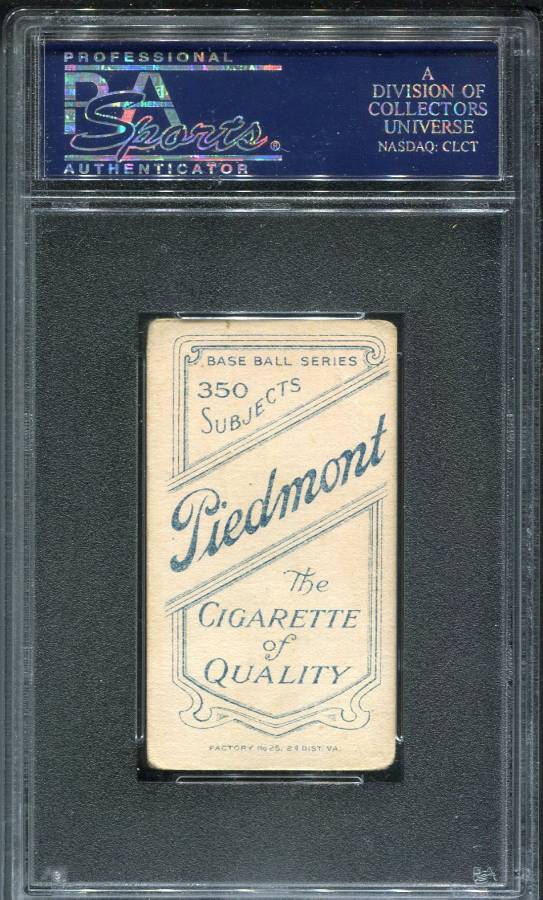 PROFESSIONAL
PSA
Sports®
AUTHENTICATOR
A
DIVISION OF
COLLECTORS
UNIVERSE
NASDAQ: CLCT
BASE BALL SERIES
350
SUBJECTS
Piedmont
The
CIGARETTE
of
QUALITY
FACTORY No 25, 2d DIST. VA.
PSA